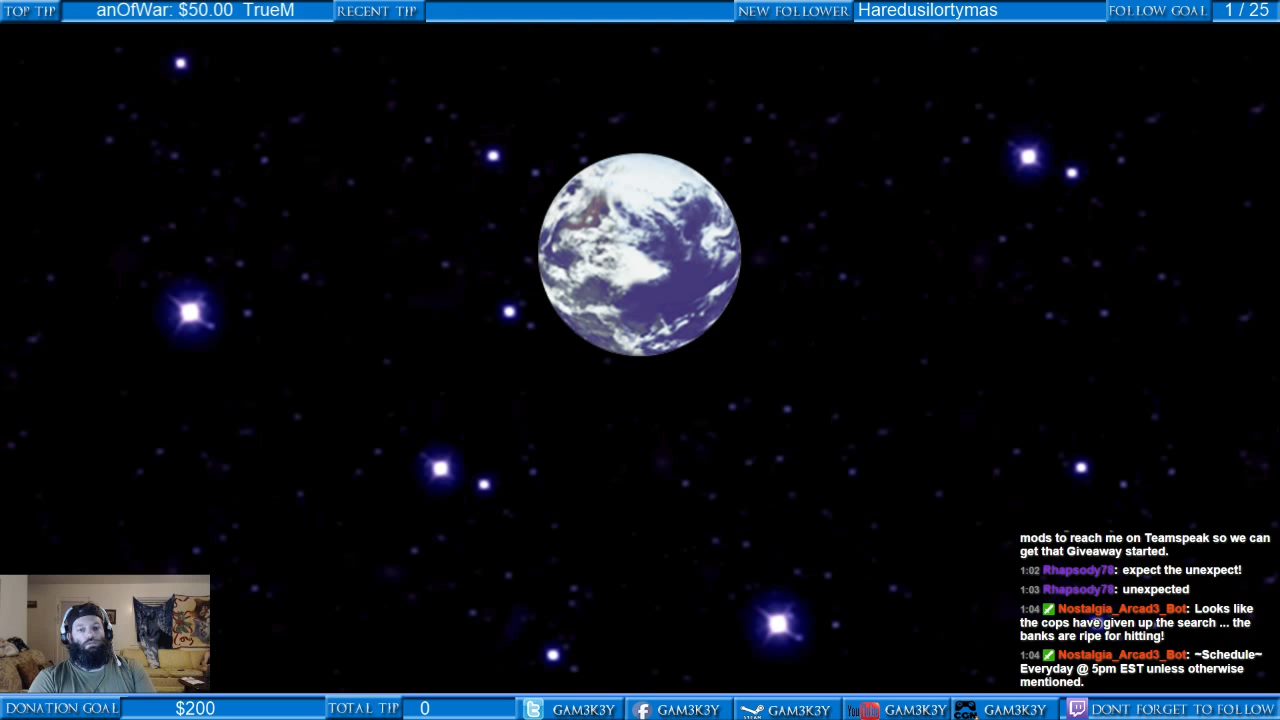 TOP TIP
anOfWar: $50.00 TrueM
RECENT TIP
NEW FOLLOWER
Haredusilortymas
FOLLOW GOAL
1 / 25
mods to reach me on Teamspeak so we can
get that Giveaway started.
1:02 Rhapsody78: expect the unexpect!
1:03 Rhapsody78: unexpected
1:04 Nostalgia_Arcad3_Bot: Looks like
the cops have given up the search ... the
banks are ripe for hitting!
1:04 Nostalgia_Arcad3_Bot: ~Schedule~
Everyday @ 5pm EST unless otherwise
mentioned.
DONATION GOAL
$200
TOTAL TIP
0
GAM3K3Y
GAM3K3Y
STEAM
GAM3K3Y
YouTube
GAM3K3Y
GAM3K3Y
DONT FORGET TO FOLLOW